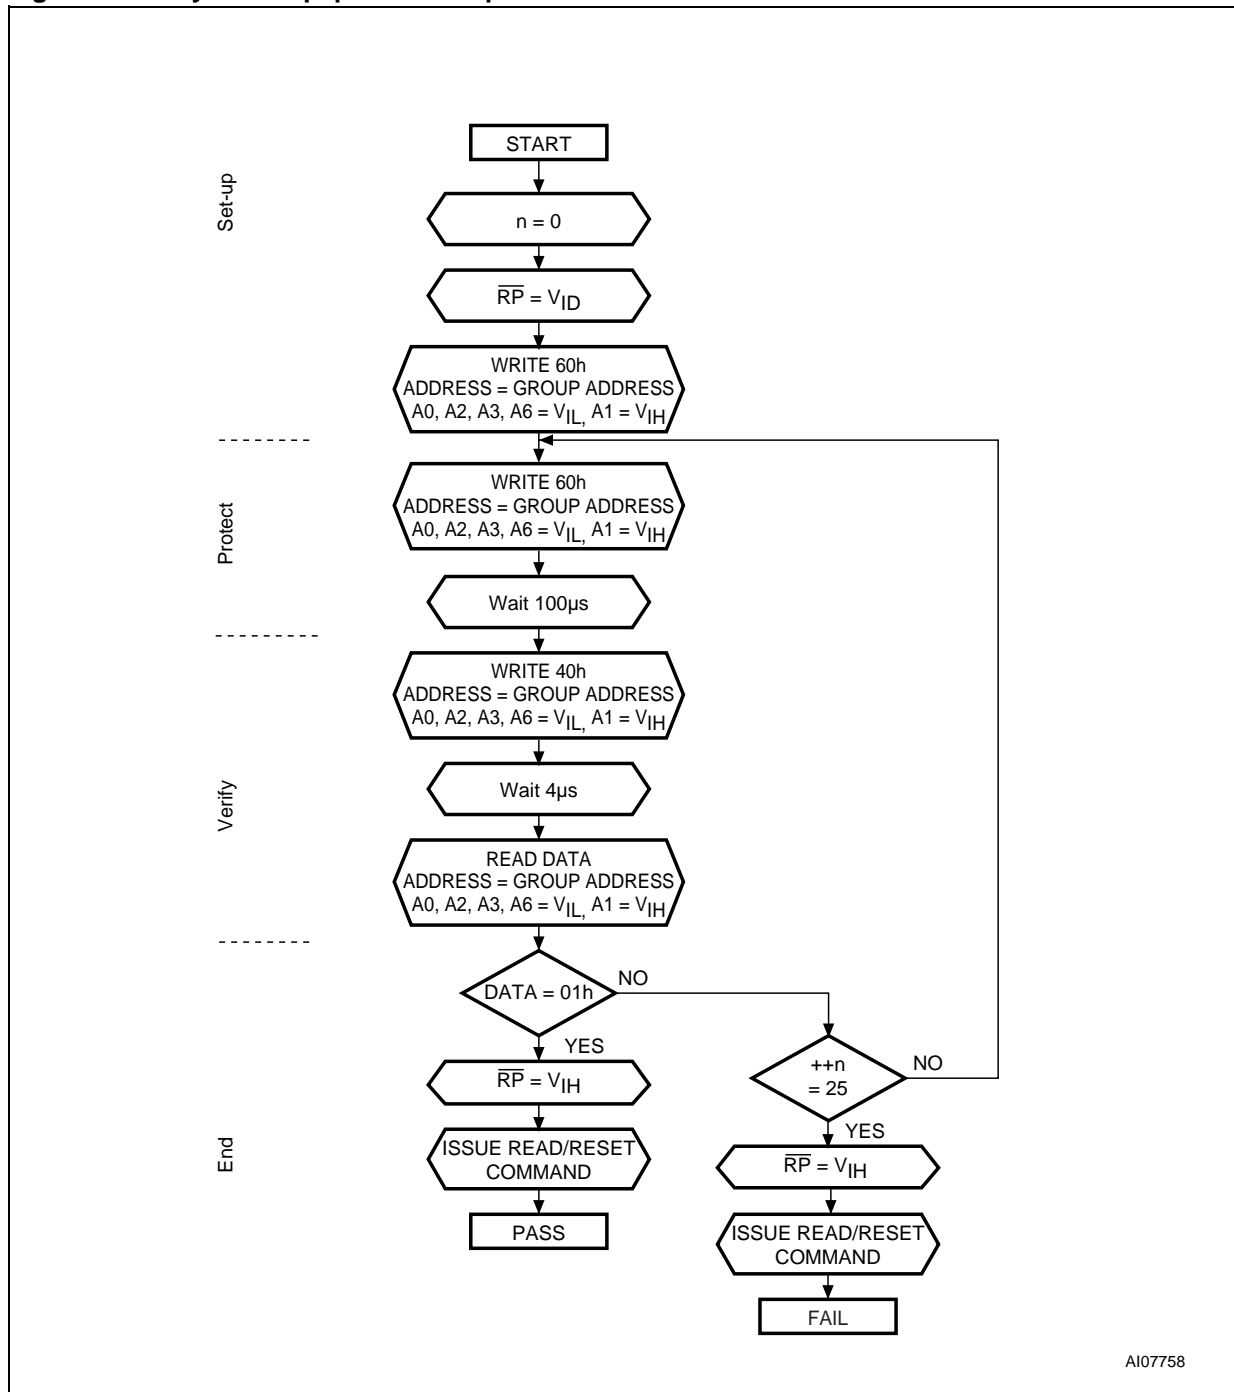 START
Set-up
n = 0
RP = VID
WRITE 60h
ADDRESS = GROUP ADDRESS
A0, A2, A3, A6 = VIL, A1 = VIH
Protect
WRITE 60h
ADDRESS = GROUP ADDRESS
A0, A2, A3, A6 = VIL, A1 = VIH
Wait 100µs
WRITE 40h
ADDRESS = GROUP ADDRESS
A0, A2, A3, A6 = VIL, A1 = VIH
Verify
Wait 4µs
READ DATA
ADDRESS = GROUP ADDRESS
A0, A2, A3, A6 = VIL, A1 = VIH
DATA = 01h
NO
YES
++n
= 25
NO
YES
End
RP = VIH
ISSUE READ/RESET
COMMAND
PASS
RP = VIH
ISSUE READ/RESET
COMMAND
FAIL
AI07758